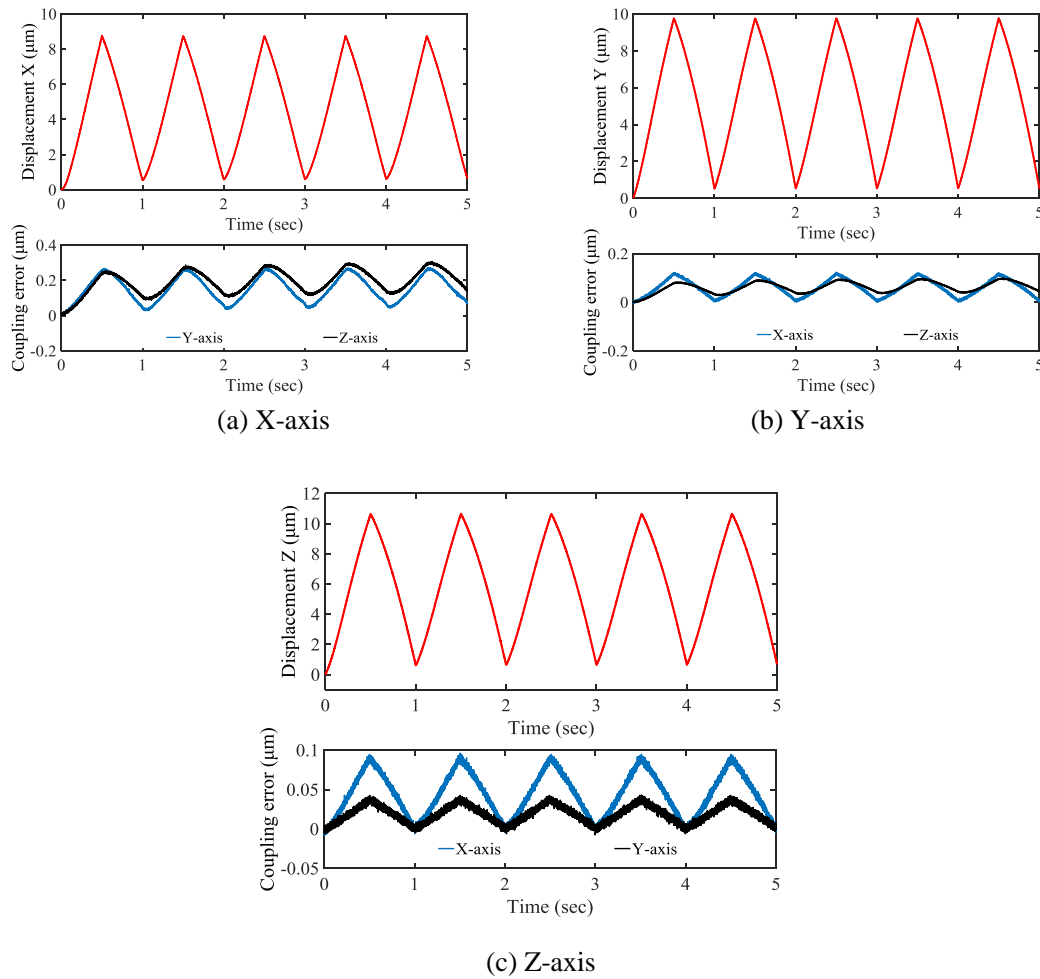 10
8
6
4
2
0
Displacement X (μm)
0 1 2 3 4 5
Time (sec)
0.4
0.2
0
-0.2
Coupling error (μm)
Y-axis Z-axis
0 1 2 3 4 5
Time (sec)
(a) X-axis
10
8
6
4
2
0
Displacement Y (μm)
0 1 2 3 4 5
Time (sec)
0.2
0
-0.2
Coupling error (μm)
X-axis Z-axis
0 1 2 3 4 5
Time (sec)
(b) Y-axis
12
10
8
6
4
2
0
Displacement Z (μm)
0 1 2 3 4 5
Time (sec)
0.1
0.05
0
-0.05
Coupling error (μm)
X-axis Y-axis
0 1 2 3 4 5
Time (sec)
(c) Z-axis